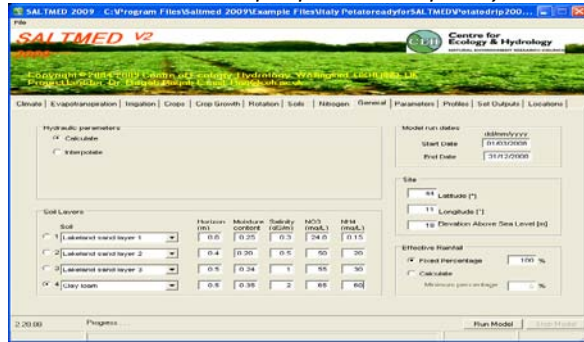 SALTMED 2009 - C:\Program Files\Saltmed 2009\Example Files\Italy PotatoreadyforSALTMED\Potatodrip200...
File
SALTMED V2
2009
Centre for
Ecology & Hydrology
NATURAL ENVIRONMENT RESEARCH COUNCIL
Climate Evapotranspiration Irrigation Crops Crop Growth Rotation Soils Nitrogen General Parameters Profiles Set Outputs Locations
Hydraulic parameters
Calculate
Interpolate
Model run dates
dd/mm/yyyy
Start Date 01/03/2008
End Date 31/12/2008
Site
44 Latitude (°)
11 Longitude (°)
19 Elevation Above Sea Level (m)
Soil Layers
Soil Horizon (m) Moisture content Salinity (dS/m) NO3 (mg/L) NH4 (mg/L)
1 Lakeland sand layer 1 0.6 0.25 0.3 24.8 0.15
2 Lakeland sand layer 2 0.4 0.20 0.5 50 20
3 Lakeland sand layer 3 0.5 0.24 1 55 30
4 Clay loam 0.5 0.35 2 65 60
Effective Rainfall
Fixed Percentage 100 %
Calculate
Minimum percentage %
2.20.00 Progress....
Run Model Stop Model